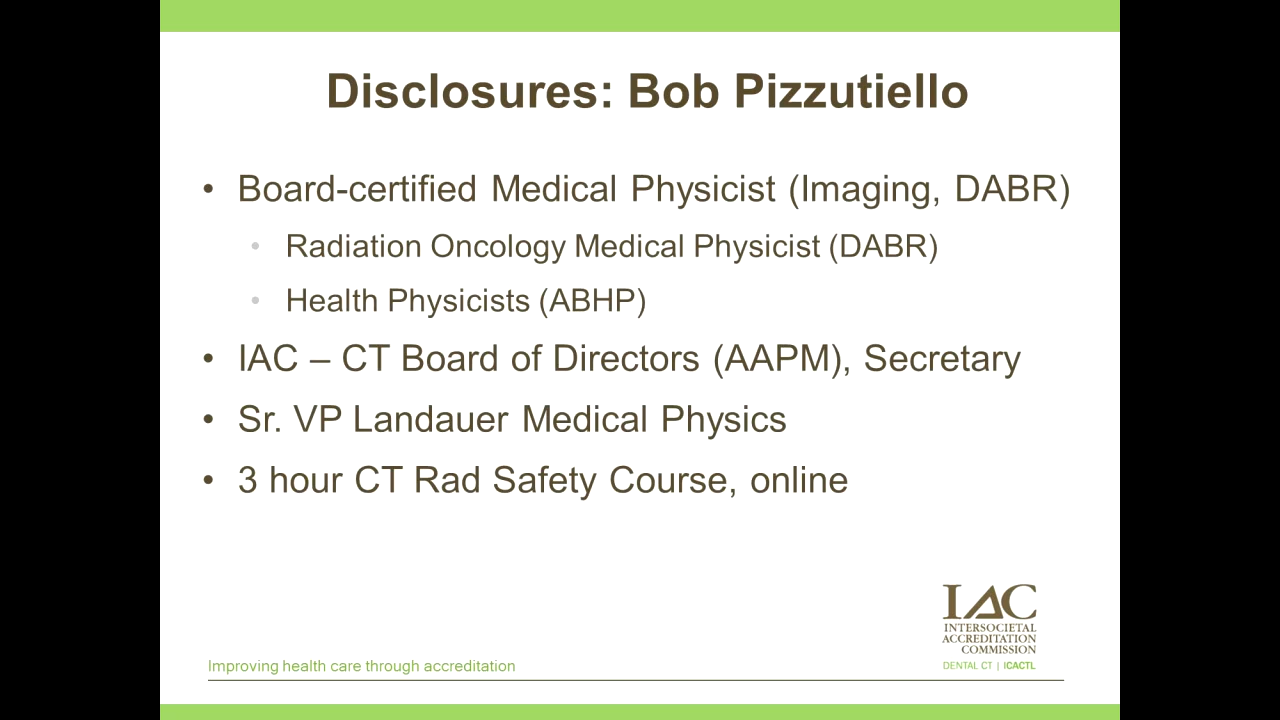 Disclosures: Bob Pizzutiello
• Board-certified Medical Physicist (Imaging, DABR)
• Radiation Oncology Medical Physicist (DABR)
• Health Physicists (ABHP)
• IAC – CT Board of Directors (AAPM), Secretary
• Sr. VP Landauer Medical Physics
• 3 hour CT Rad Safety Course, online
IAC
INTERSOCIETAL
ACCREDITATION
COMMISSION
DENTAL CT | ICACTL
Improving health care through accreditation